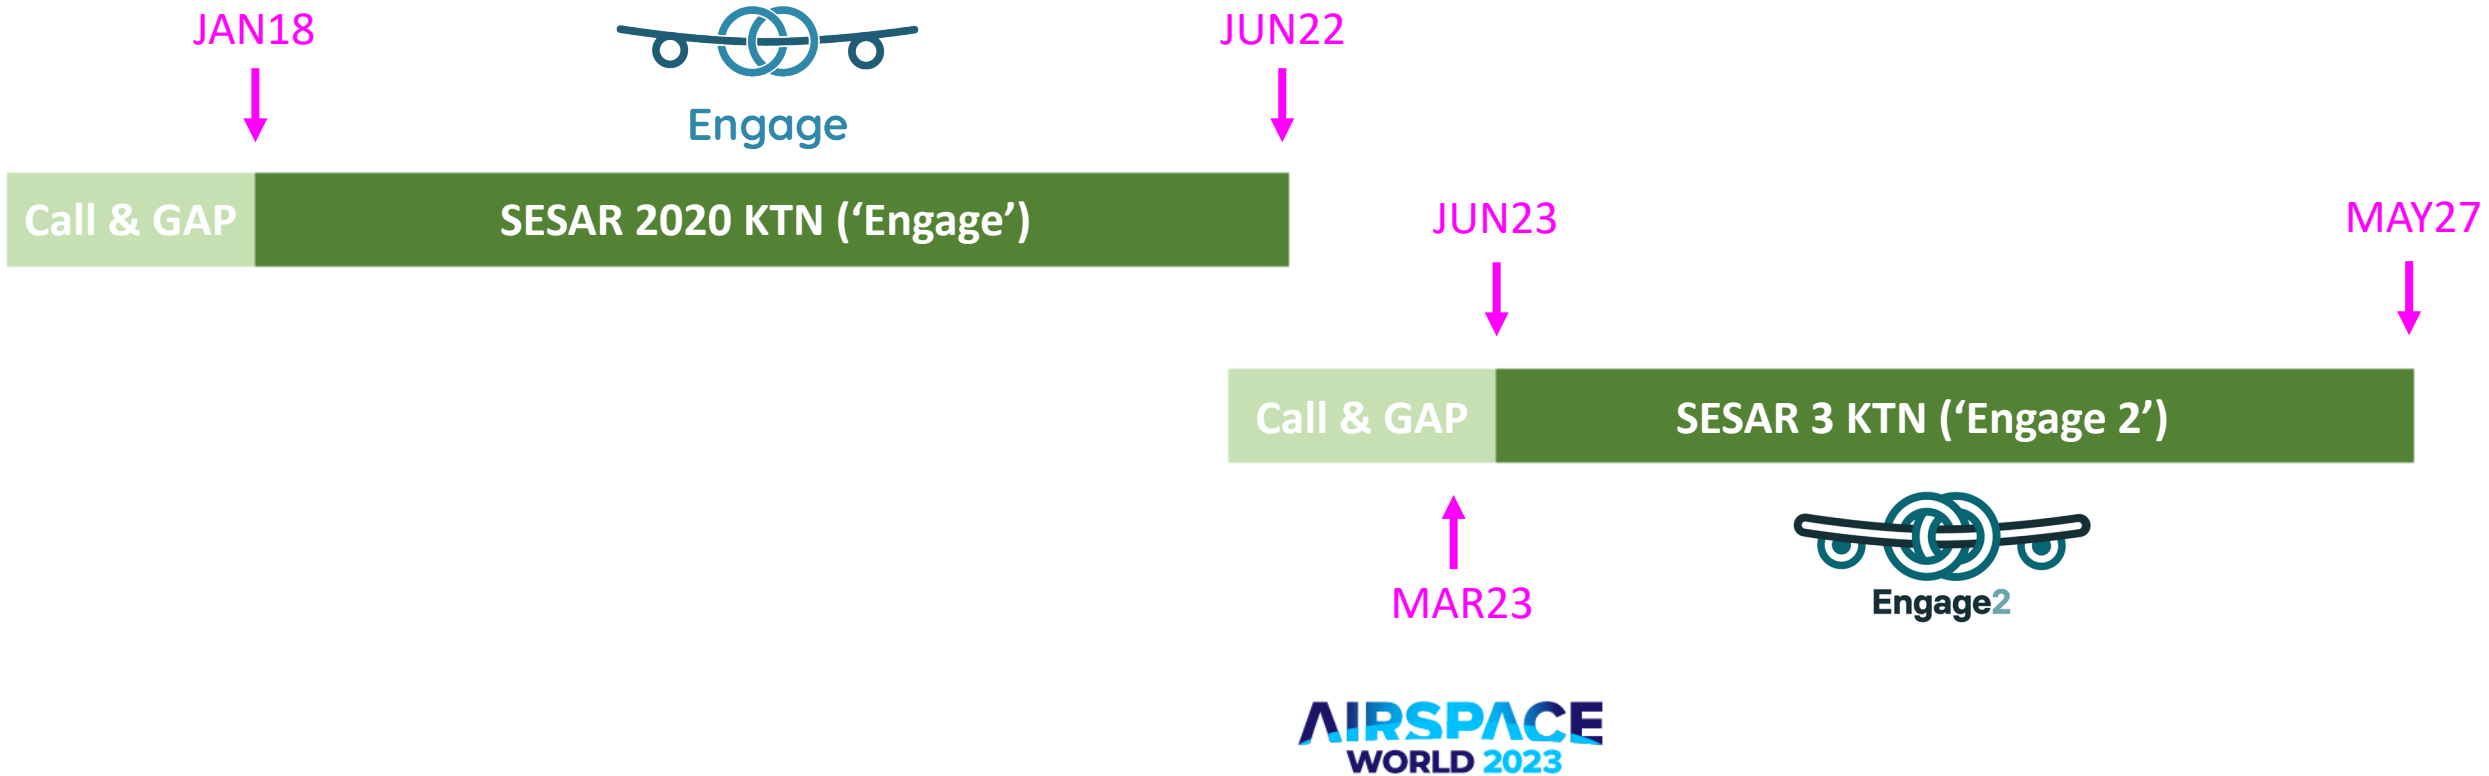 JAN18
JUN22
Engage
Call & GAP
SESAR 2020 KTN (‘Engage’)
JUN23
MAY27
Call & GAP
SESAR 3 KTN (‘Engage 2’)
MAR23
Engage2
AIRSPACE
WORLD 2023